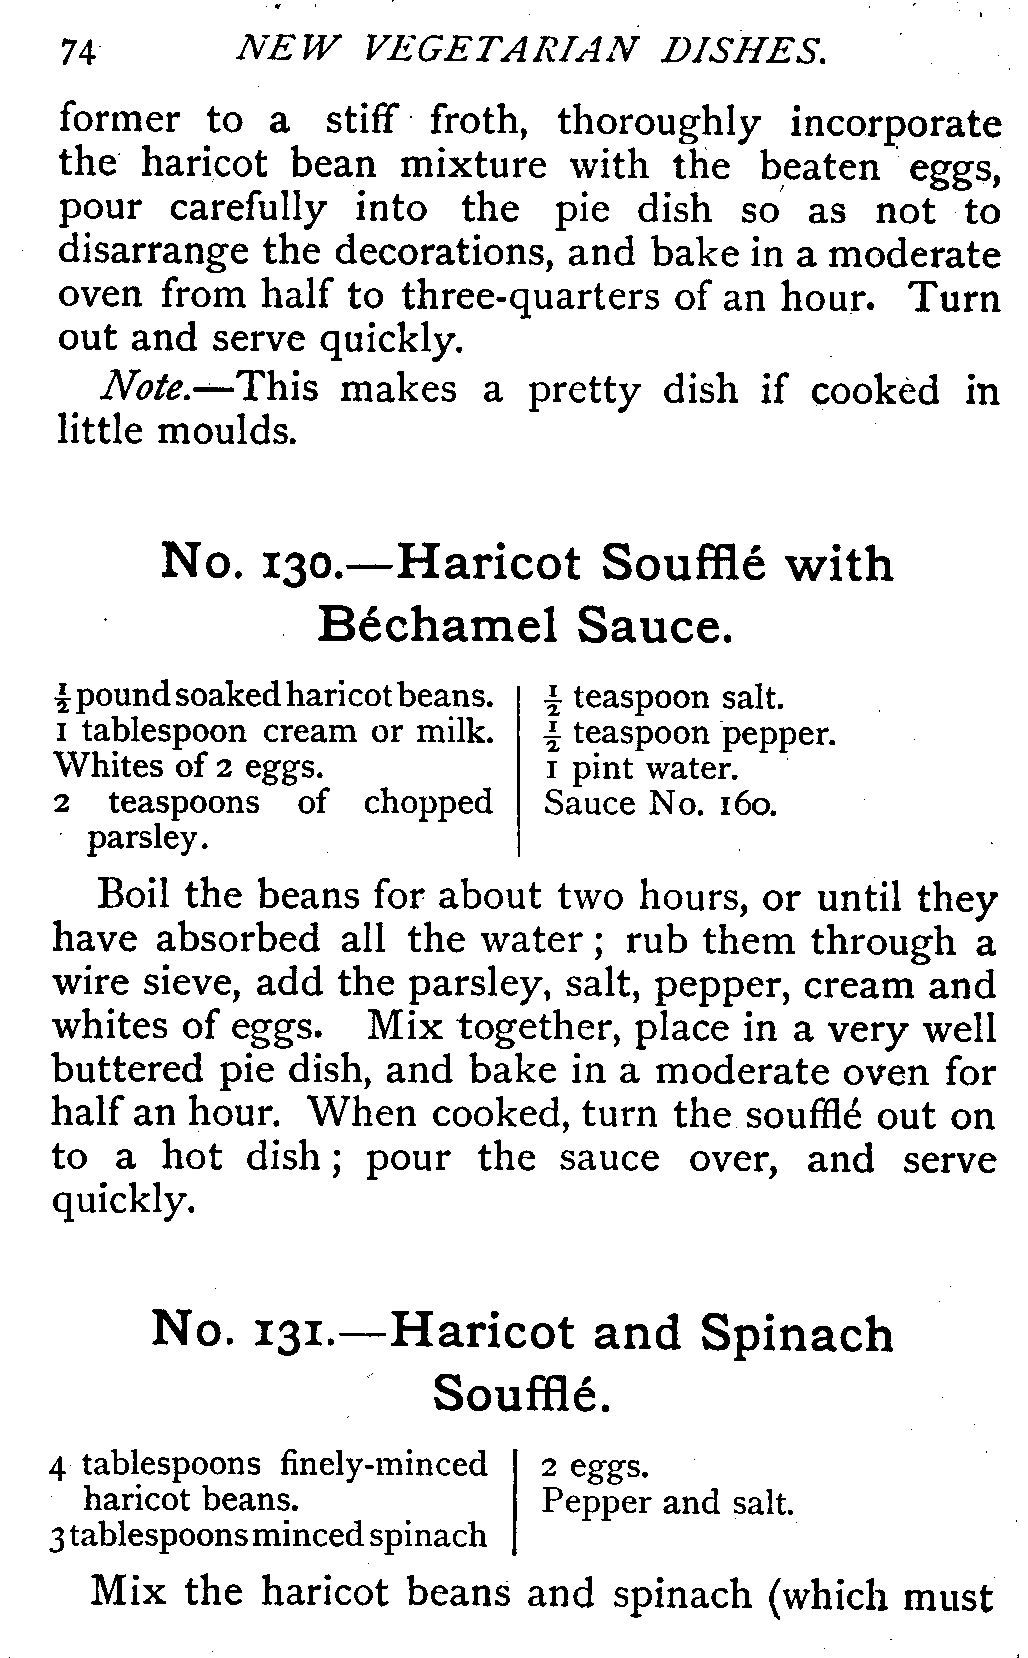 74 NEW VEGETARIAN DISHES.
former to a stiff froth, thoroughly incorporate
the haricot bean mixture with the beaten eggs,
pour carefully into the pie dish so as not to
disarrange the decorations, and bake in a moderate
oven from half to three-quarters of an hour. Turn
out and serve quickly.
Note.—This makes a pretty dish if cooked in
little moulds.
No. 130.—Haricot Soufflé with
Béchamel Sauce.
½ pound soaked haricot beans.
1 tablespoon cream or milk.
Whites of 2 eggs.
2 teaspoons of chopped
parsley.
½ teaspoon salt.
½ teaspoon pepper.
1 pint water.
Sauce No. 160.
Boil the beans for about two hours, or until they
have absorbed all the water; rub them through a
wire sieve, add the parsley, salt, pepper, cream and
whites of eggs. Mix together, place in a very well
buttered pie dish, and bake in a moderate oven for
half an hour. When cooked, turn the soufflé out on
to a hot dish; pour the sauce over, and serve
quickly.
No. 131.—Haricot and Spinach
Soufflé.
4 tablespoons finely-minced
haricot beans.
3 tablespoons minced spinach
2 eggs.
Pepper and salt.
Mix the haricot beans and spinach (which must